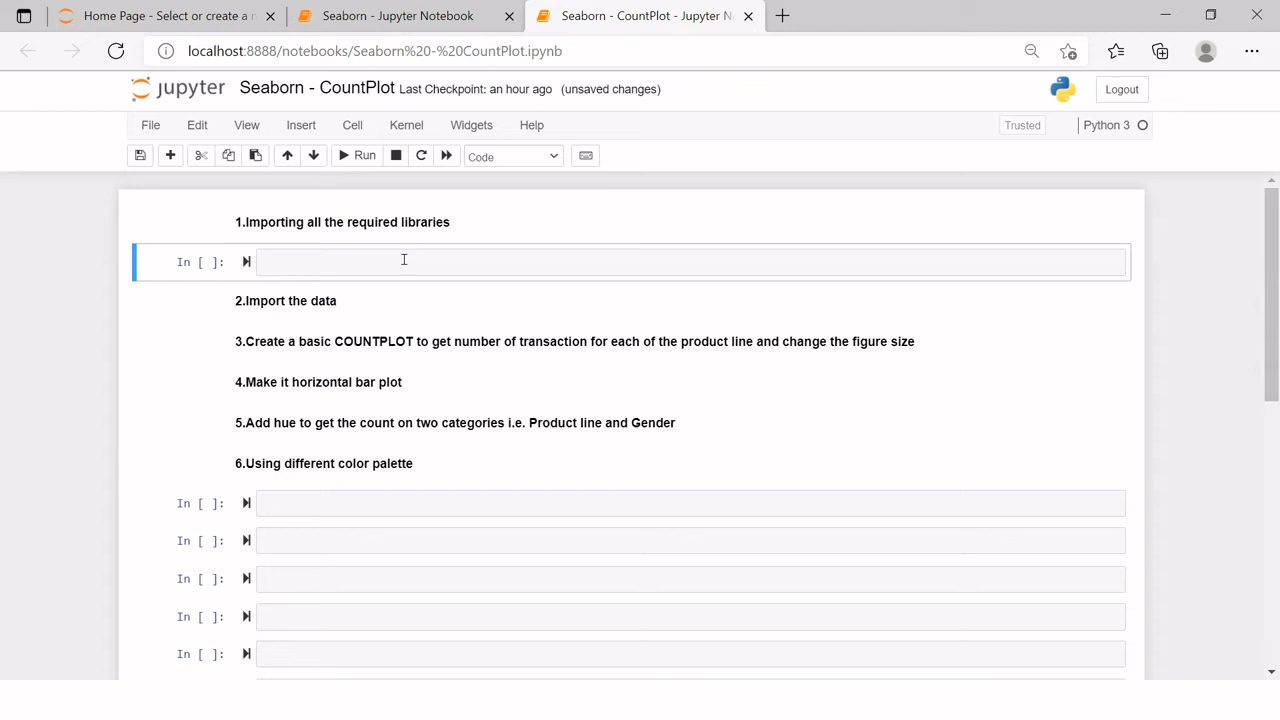 Home Page - Select or create a n
Seaborn - Jupyter Notebook
Seaborn - CountPlot - Jupyter N
localhost:8888/notebooks/Seaborn%20-%20CountPlot.ipynb
jupyter Seaborn - CountPlot Last Checkpoint: an hour ago (unsaved changes)
Logout
File Edit View Insert Cell Kernel Widgets Help
Trusted
Python 3
Run
Code
1.Importing all the required libraries
In [ ]:
2.Import the data
3.Create a basic COUNTPLOT to get number of transaction for each of the product line and change the figure size
4.Make it horizontal bar plot
5.Add hue to get the count on two categories i.e. Product line and Gender
6.Using different color palette
In [ ]:
In [ ]:
In [ ]:
In [ ]:
In [ ]: